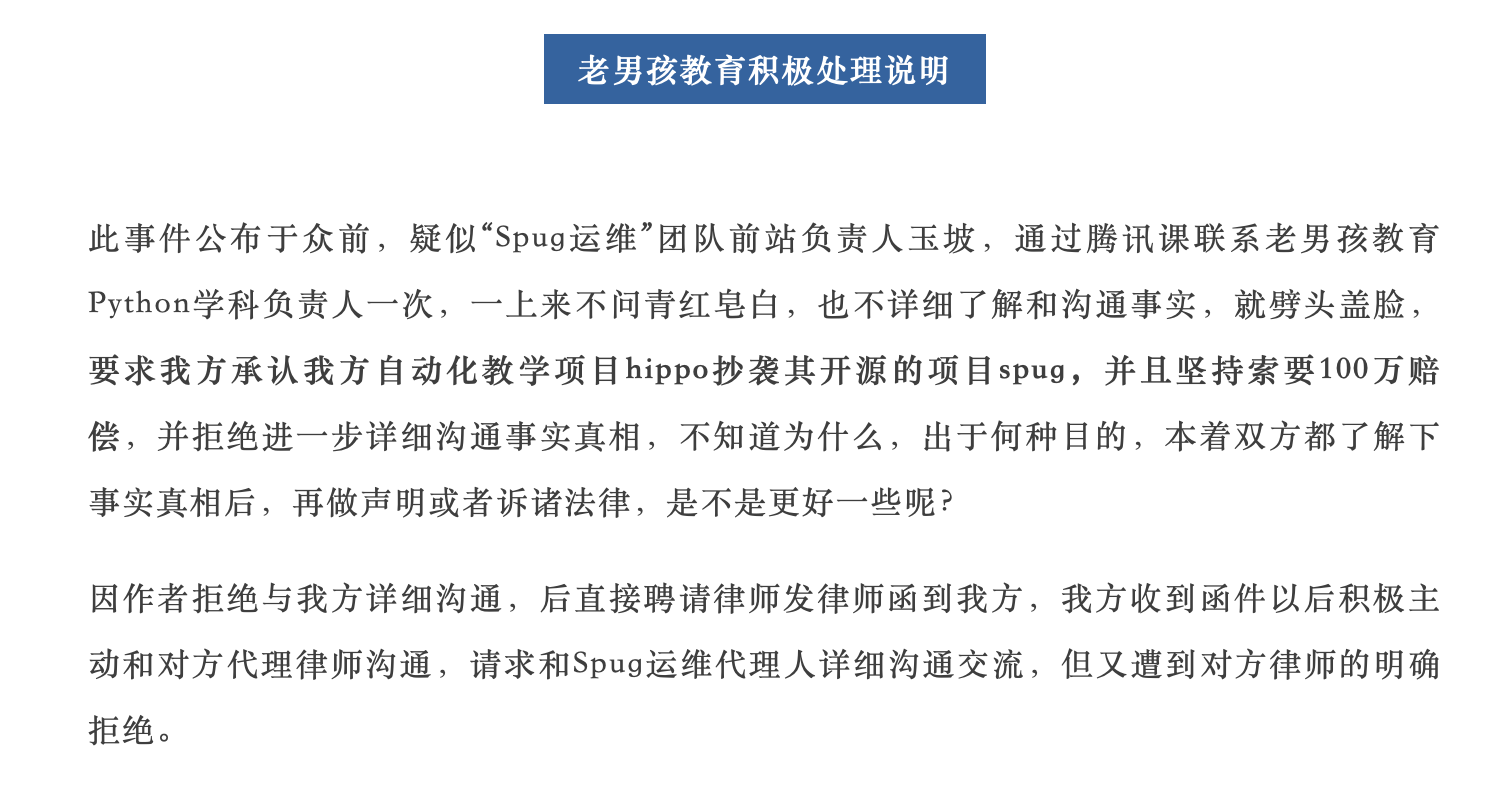 老男孩教育积极处理说明
此事件公布于众前，疑似“Spug运维”团队前站负责人玉坡，通过腾讯课联系老男孩教育
Python学科负责人一次，一上来不问青红皂白，也不详细了解和沟通事实，就劈头盖脸，
要求我方承认我方自动化教学项目hippo抄袭其开源的项目spug，并且坚持索要100万赔
偿，并拒绝进一步详细沟通事实真相，不知道为什么，出于何种目的，本着双方都了解下
事实真相后，再做声明或者诉诸法律，是不是更好一些呢？
因作者拒绝与我方详细沟通，后直接聘请律师发律师函到我方，我方收到函件以后积极主
动和对方代理律师沟通，请求和Spug运维代理人详细沟通交流，但又遭到对方律师的明确
拒绝。